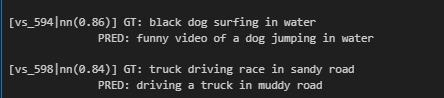 [vs_594|nn(0.86)] GT: black dog surfing in water
PRED: funny video of a dog jumping in water
[vs_598|nn(0.84)] GT: truck driving race in sandy road
PRED: driving a truck in muddy road